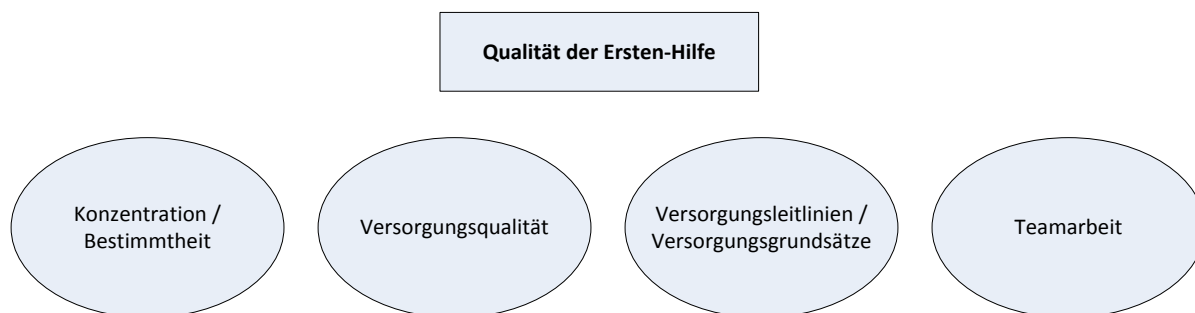 Qualität der Ersten-Hilfe
Konzentration /
Bestimmtheit
Versorgungsqualität
Versorgungsleitlinien /
Versorgungsgrundsätze
Teamarbeit